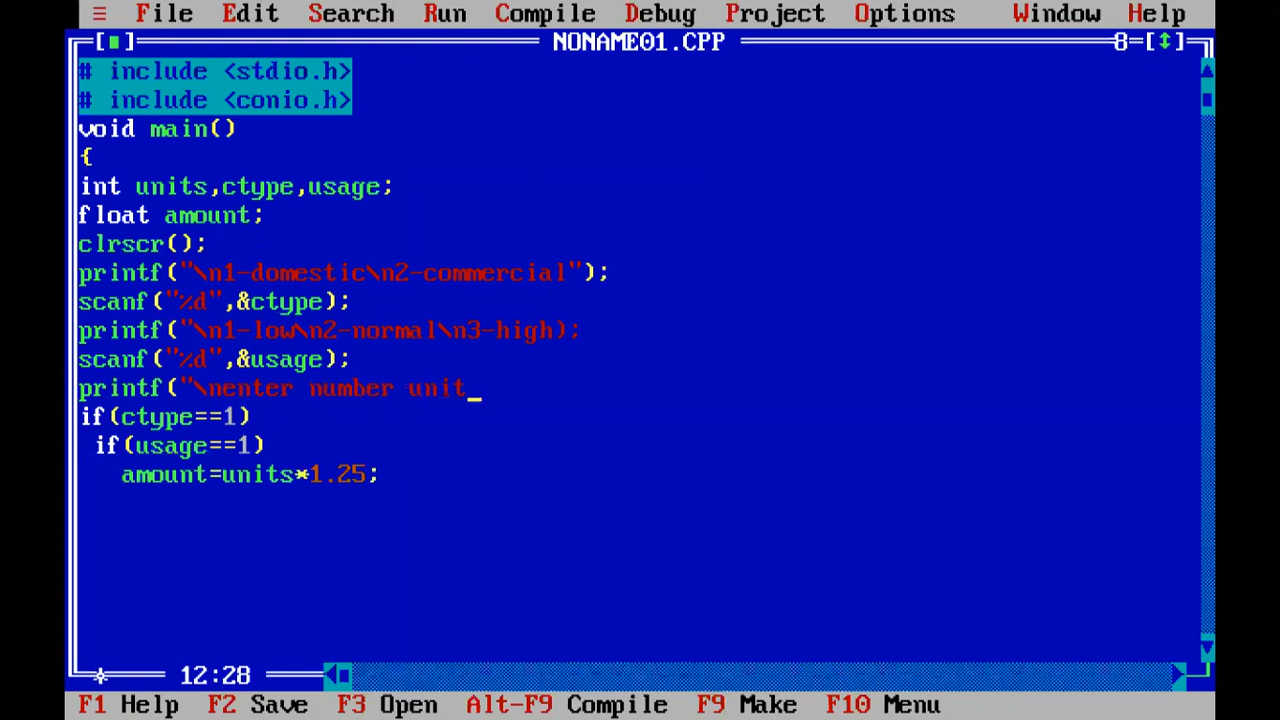 ≡ File Edit Search Run Compile Debug Project Options Window Help
[■] NONAME01.CPP 8=[↕]
# include <stdio.h>
# include <conio.h>
void main()
{
int units,ctype,usage;
float amount;
clrscr();
printf("\n1-domestic\n2-commercial");
scanf("%d",&ctype);
printf("\n1-low\n2-normal\n3-high);
scanf("%d",&usage);
printf("\nenter number unit_
if(ctype==1)
if(usage==1)
amount=units*1.25;
12:28
F1 Help F2 Save F3 Open Alt-F9 Compile F9 Make F10 Menu